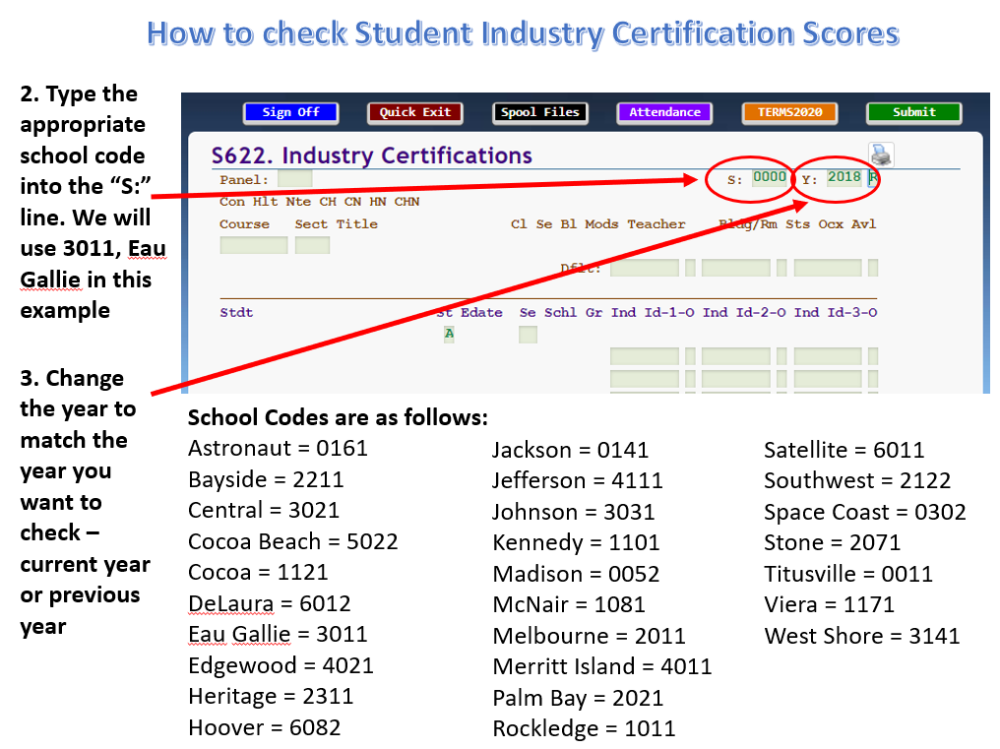 How to check Student Industry Certification Scores
2. Type the
appropriate
school code
into the “S:”
line. We will
use 3011, Eau
Gallie in this
example
3. Change
the year to
match the
year you
want to
check –
current year
or previous
year
Sign Off Quick Exit Spool Files Attendance TERMS2020 Submit
S622. Industry Certifications
Panel: S: 0000 Y: 2018 R
Con Hlt Nte CH CN HN CHN
Course Sect Title Cl Se Bl Mods Teacher Bldg/Rm Sts Ocx Avl
Dflt:
Stdt St Edate Se Schl Gr Ind Id-1-O Ind Id-2-O Ind Id-3-O
A
School Codes are as follows:
Astronaut = 0161
Bayside = 2211
Central = 3021
Cocoa Beach = 5022
Cocoa = 1121
DeLaura = 6012
Eau Gallie = 3011
Edgewood = 4021
Heritage = 2311
Hoover = 6082
Jackson = 0141
Jefferson = 4111
Johnson = 3031
Kennedy = 1101
Madison = 0052
McNair = 1081
Melbourne = 2011
Merritt Island = 4011
Palm Bay = 2021
Rockledge = 1011
Satellite = 6011
Southwest = 2122
Space Coast = 0302
Stone = 2071
Titusville = 0011
Viera = 1171
West Shore = 3141